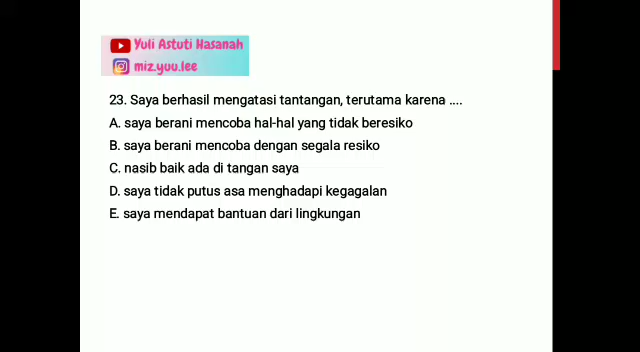 Yuli Astuti Hasanah
miz.yuu.lee
23. Saya berhasil mengatasi tantangan, terutama karena ....
A. saya berani mencoba hal-hal yang tidak beresiko
B. saya berani mencoba dengan segala resiko
C. nasib baik ada di tangan saya
D. saya tidak putus asa menghadapi kegagalan
E. saya mendapat bantuan dari lingkungan